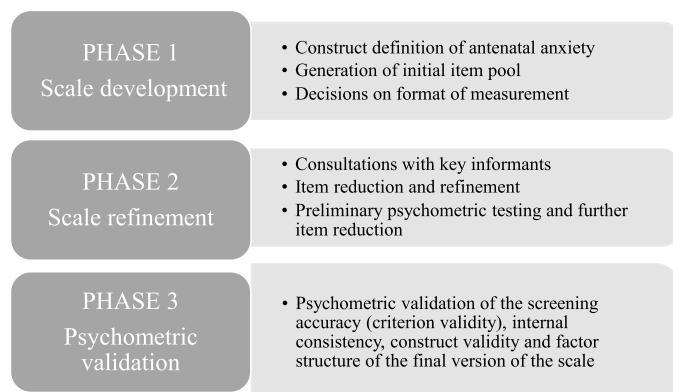 PHASE 1
Scale development
• Construct definition of antenatal anxiety
• Generation of initial item pool
• Decisions on format of measurement
PHASE 2
Scale refinement
• Consultations with key informants
• Item reduction and refinement
• Preliminary psychometric testing and further
item reduction
PHASE 3
Psychometric
validation
• Psychometric validation of the screening
accuracy (criterion validity), internal
consistency, construct validity and factor
structure of the final version of the scale